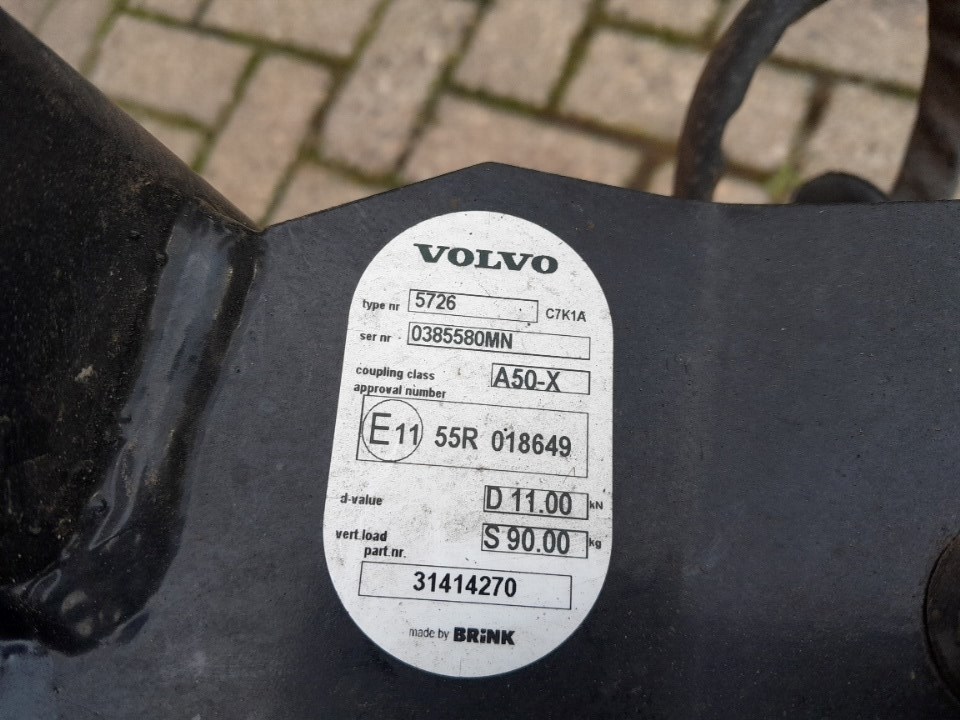 VOLVO
type nr 5726 C7K1A
ser nr 0385580MN
coupling class A50-X
approval number
E11 55R 018649
d-value D 11.00 kN
vert.load S 90.00 kg
part.nr.
31414270
made by BRINK